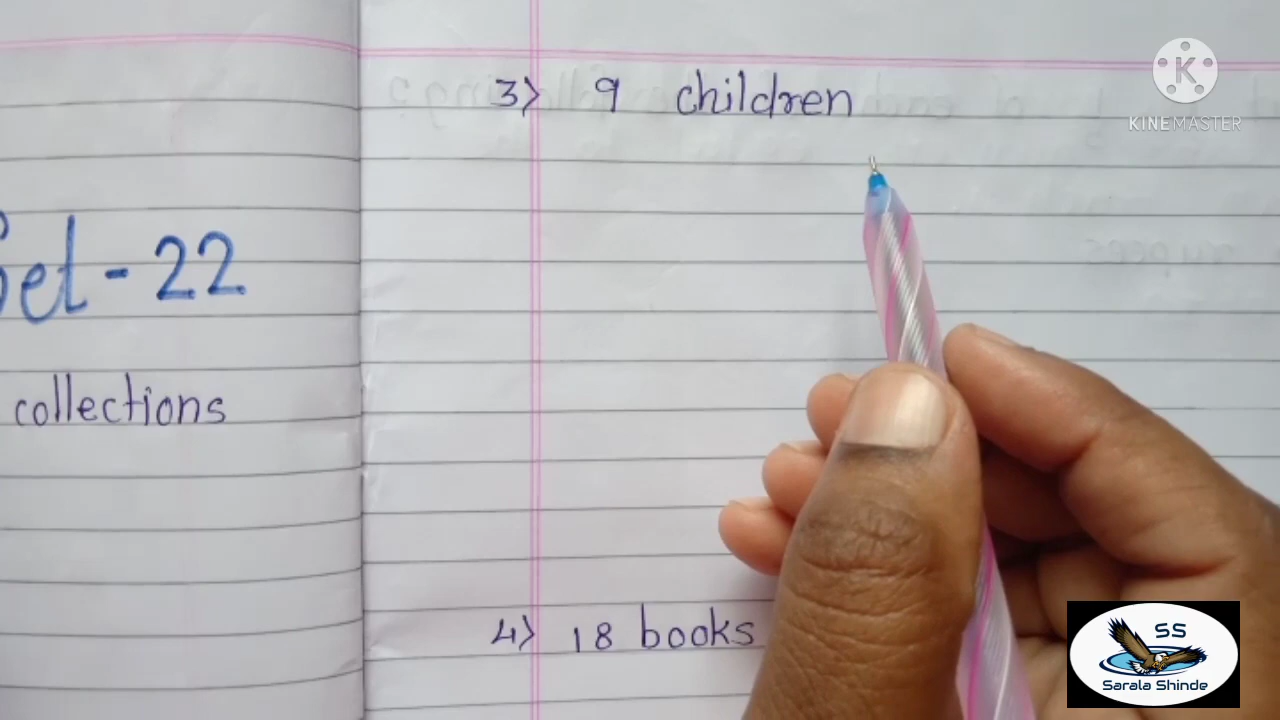 Set - 22
collections
3) 9 children
4) 18 books
KINEMASTER
SS
Sarala Shinde